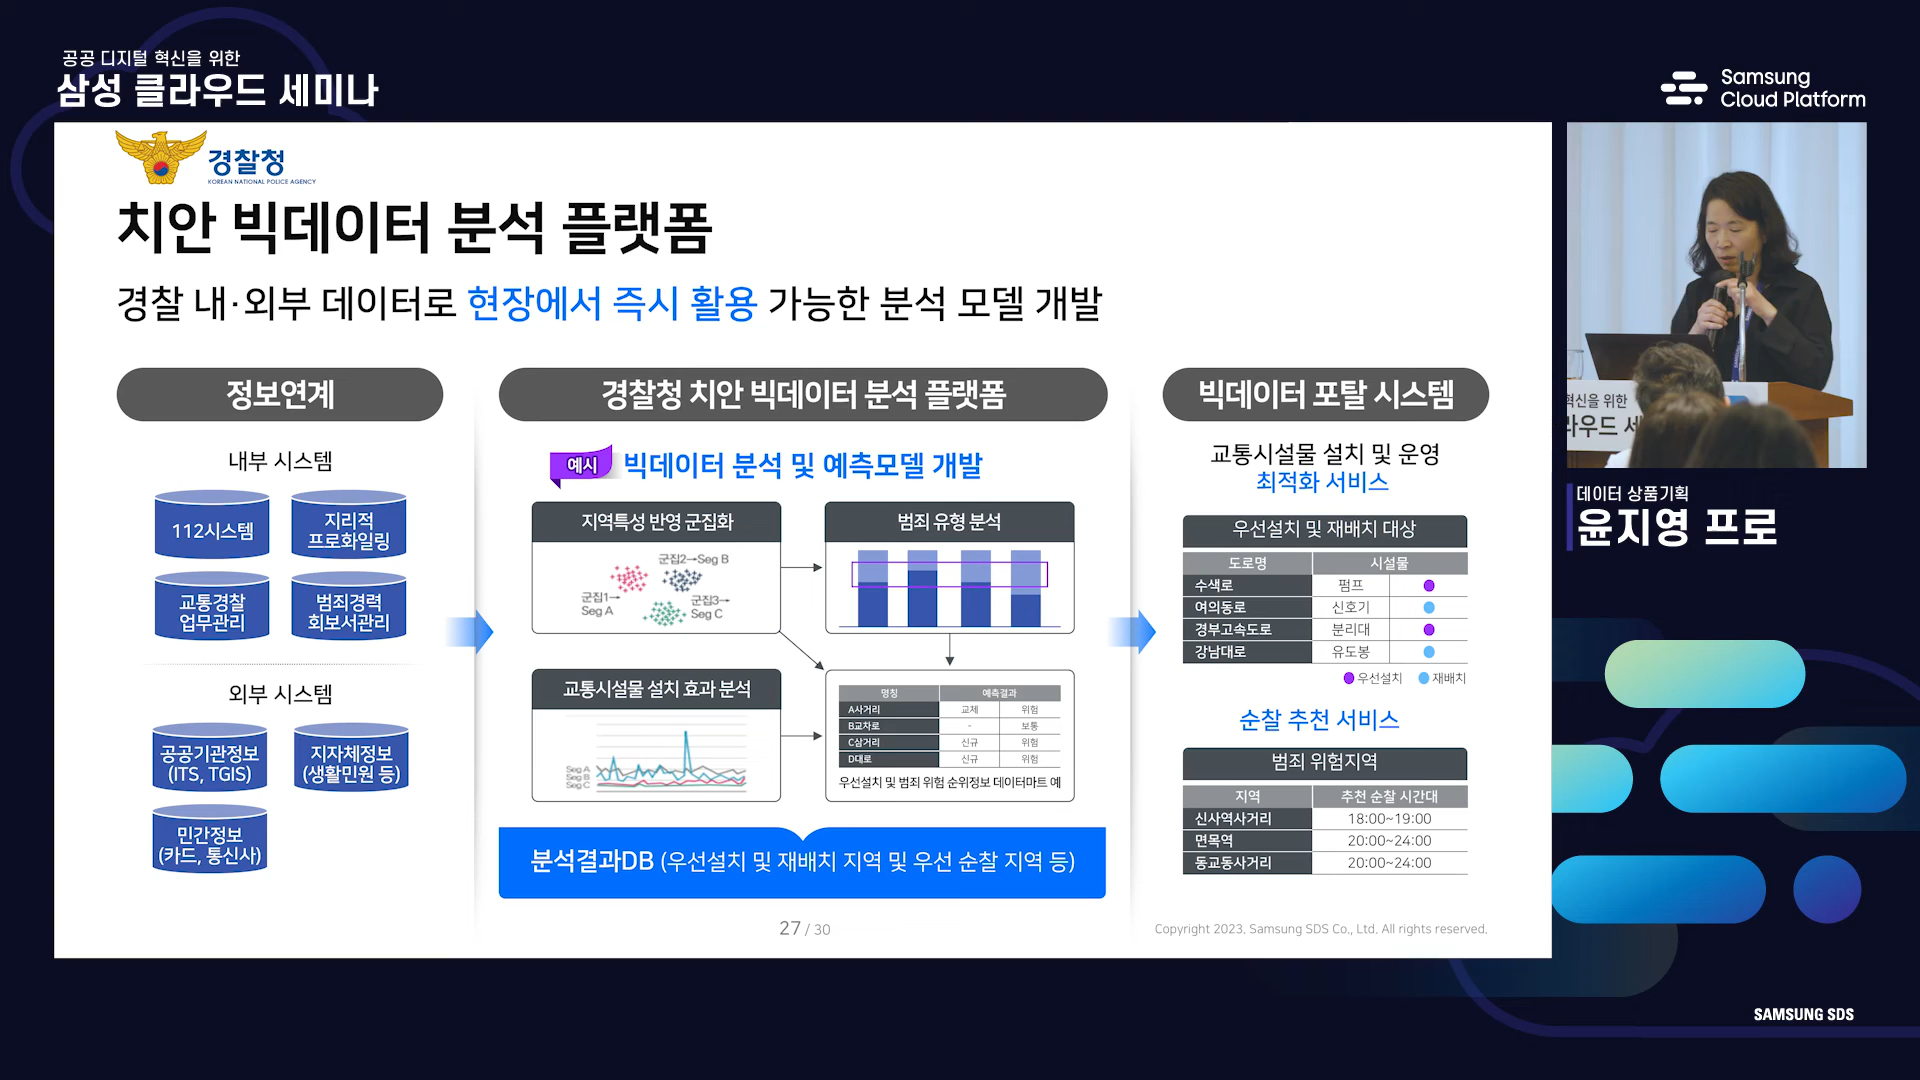 공공 디지털 혁신을 위한
삼성 클라우드 세미나
Samsung
Cloud Platform
경찰청
KOREAN NATIONAL POLICE AGENCY
치안 빅데이터 분석 플랫폼
경찰 내·외부 데이터로 현장에서 즉시 활용 가능한 분석 모델 개발
정보연계
내부 시스템
112시스템
지리적
프로화일링
교통경찰
업무관리
범죄경력
회보서관리
외부 시스템
공공기관정보
(ITS, TGIS)
지자체정보
(생활민원 등)
민간정보
(카드, 통신사)
경찰청 치안 빅데이터 분석 플랫폼
예시 빅데이터 분석 및 예측모델 개발
지역특성 반영 군집화
군집2→Seg B
군집1→
Seg A
군집3→
Seg C
범죄 유형 분석
교통시설물 설치 효과 분석
Seg A
Seg B
Seg C
명칭 예측결과
A사거리 교체 위험
B교차로 - 보통
C삼거리 신규 위험
D대로 신규 위험
우선설치 및 범죄 위험 순위정보 데이터마트 예
분석결과DB (우선설치 및 재배치 지역 및 우선 순찰 지역 등)
빅데이터 포탈 시스템
교통시설물 설치 및 운영
최적화 서비스
우선설치 및 재배치 대상
도로명 시설물
수색로 펌프
여의동로 신호기
경부고속도로 분리대
강남대로 유도봉
우선설치 재배치
순찰 추천 서비스
범죄 위험지역
지역 추천 순찰 시간대
신사역사거리 18:00~19:00
면목역 20:00~24:00
동교동사거리 20:00~24:00
27 / 30
Copyright 2023. Samsung SDS Co., Ltd. All rights reserved.
혁신을 위한
라우드 세
데이터 상품기획
윤지영 프로
SAMSUNG SDS